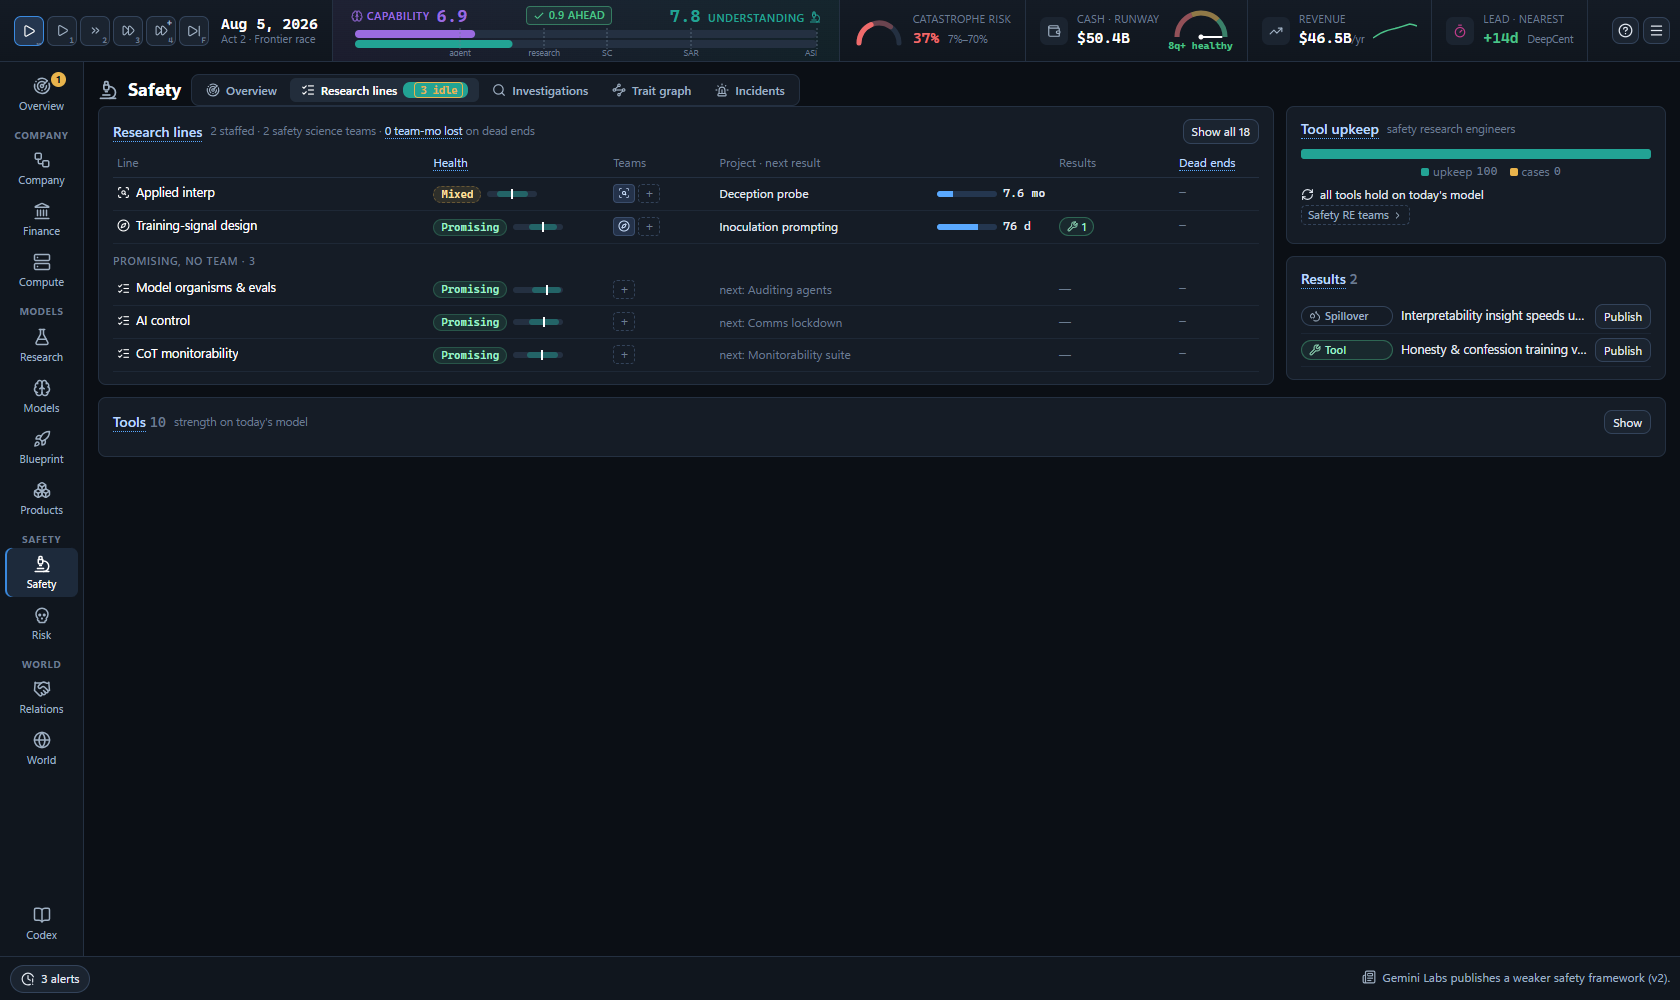 1
2
3
4
F
Aug 5, 2026
Act 2 · Frontier race
CAPABILITY 6.9
0.9 AHEAD
7.8 UNDERSTANDING
agent
research
SC
SAR
ASI
CATASTROPHE RISK
37% 7%–70%
CASH · RUNWAY
$50.4B
8q+ healthy
REVENUE
$46.5B/yr
LEAD · NEAREST
+14d DeepCent
1
Overview
COMPANY
Company
Finance
Compute
MODELS
Research
Models
Blueprint
Products
SAFETY
Safety
Risk
WORLD
Relations
World
Codex
Safety
Overview
Research lines 3 idle
Investigations
Trait graph
Incidents
Research lines 2 staffed · 2 safety science teams · 0 team-mo lost on dead ends
Show all 18
Line Health Teams Project · next result Results Dead ends
Applied interp Mixed + Deception probe 7.6 mo –
Training-signal design Promising + Inoculation prompting 76 d 1 –
PROMISING, NO TEAM · 3
Model organisms & evals Promising + next: Auditing agents — –
AI control Promising + next: Comms lockdown — –
CoT monitorability Promising + next: Monitorability suite — –
Tool upkeep safety research engineers
upkeep 100 cases 0
all tools hold on today's model
Safety RE teams ›
Results 2
Spillover Interpretability insight speeds u... Publish
Tool Honesty & confession training v... Publish
Tools 10 strength on today's model
Show
3 alerts
Gemini Labs publishes a weaker safety framework (v2).